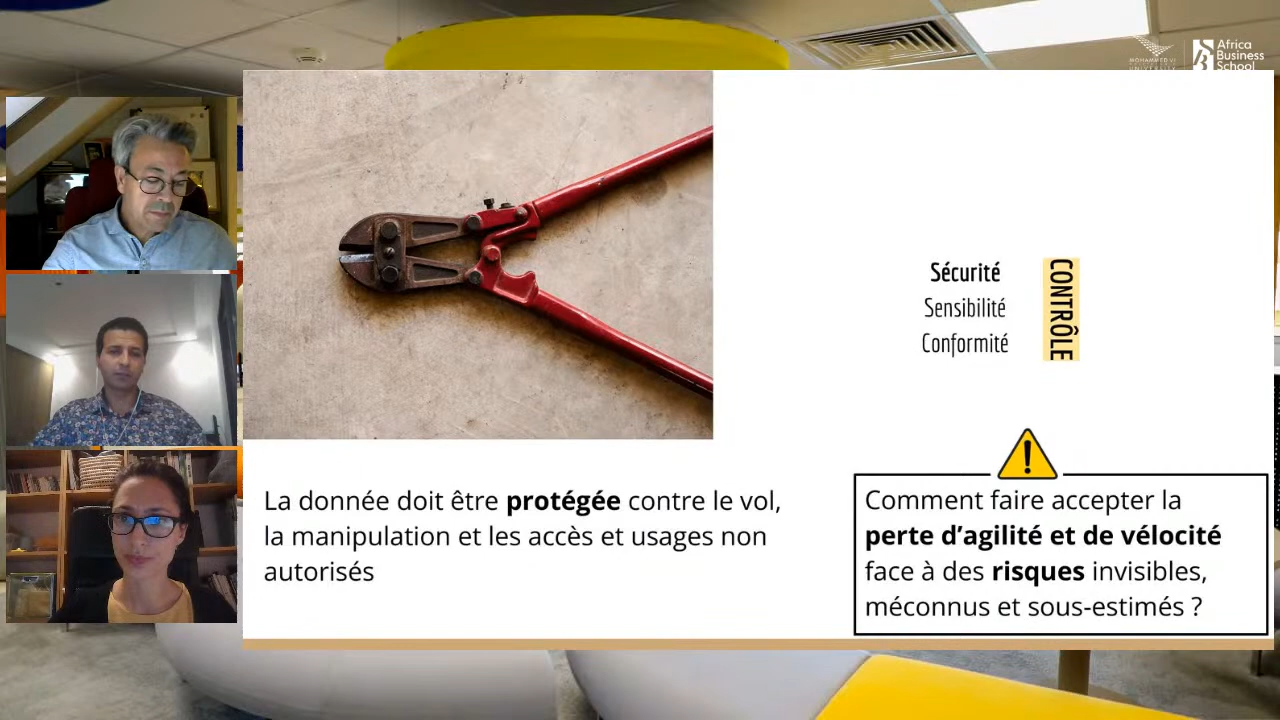 MOHAMMED VI
UNIVERSITY
Africa
Business
School
Sécurité
Sensibilité
Conformité
CONTRÔLE
La donnée doit être protégée contre le vol,
la manipulation et les accès et usages non
autorisés
Comment faire accepter la
perte d’agilité et de vélocité
face à des risques invisibles,
méconnus et sous-estimés ?